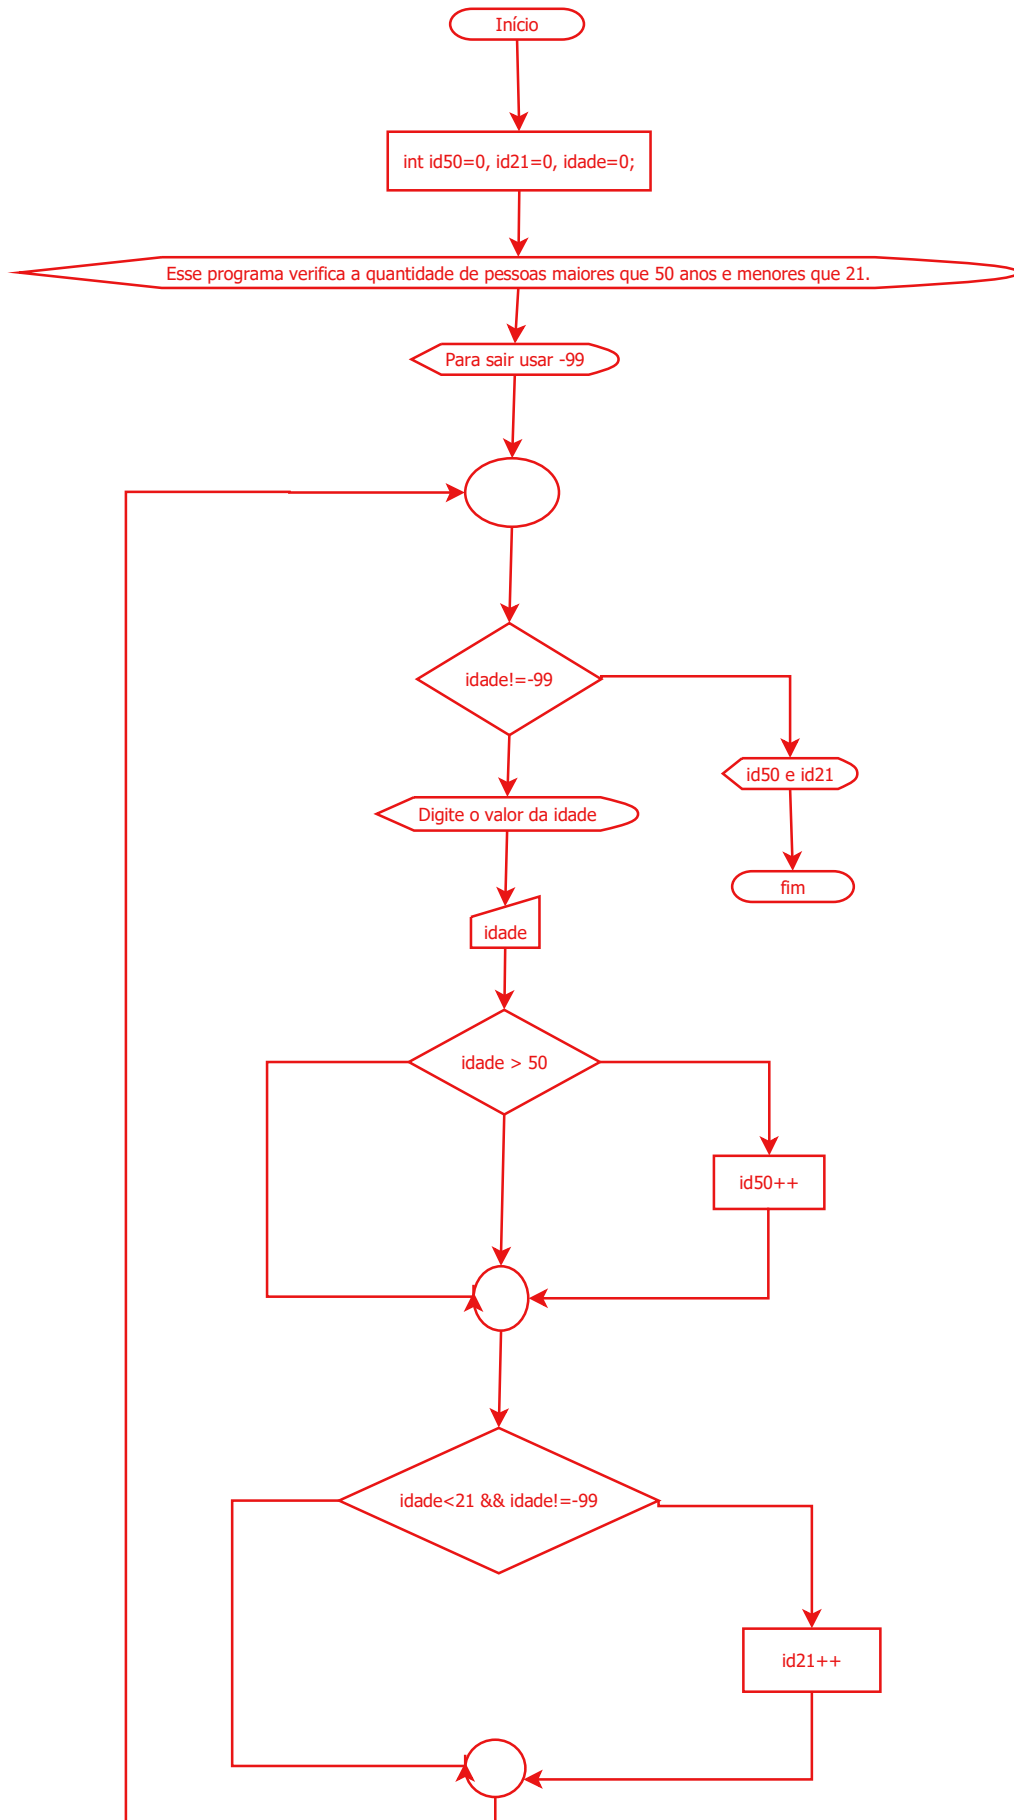 Início
int id50=0, id21=0, idade=0;
Esse programa verifica a quantidade de pessoas maiores que 50 anos e menores que 21.
Para sair usar -99
idade!=-99
id50 e id21
Digite o valor da idade
fim
idade
idade > 50
id50++
idade<21 && idade!=-99
id21++